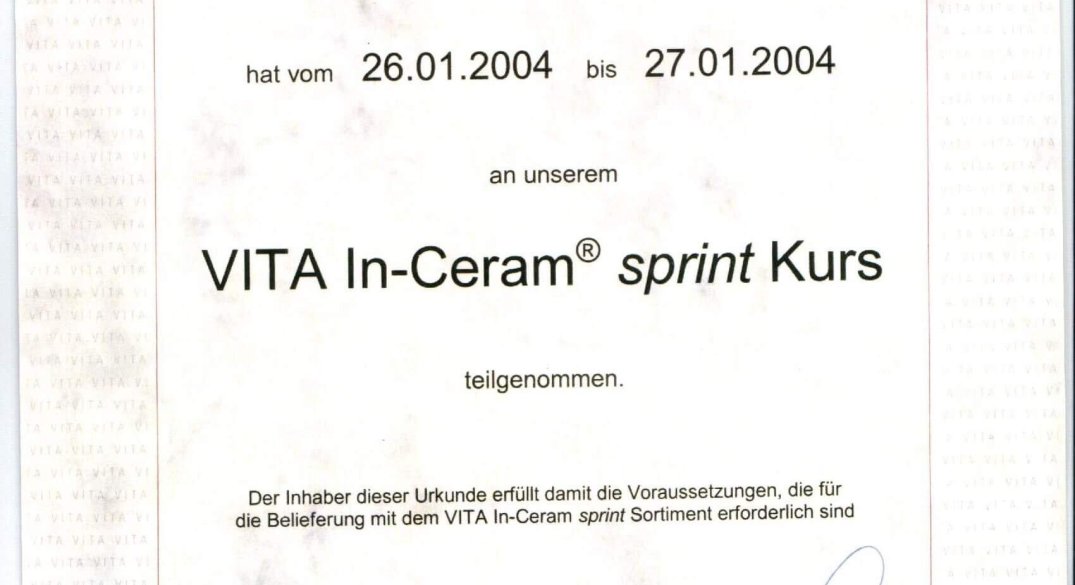 hat vom 26.01.2004 bis 27.01.2004
an unserem
VITA In-Ceram® sprint Kurs
teilgenommen.
Der Inhaber dieser Urkunde erfüllt damit die Voraussetzungen, die für
die Belieferung mit dem VITA In-Ceram sprint Sortiment erforderlich sind